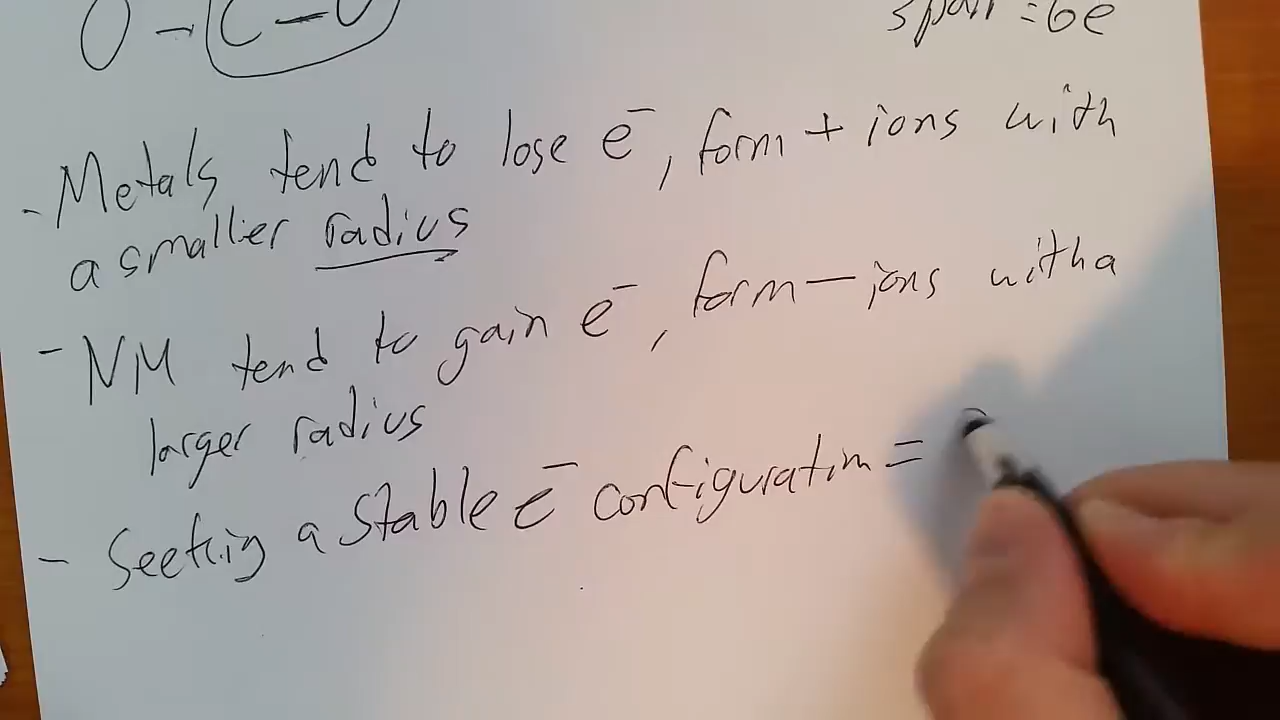 O - C - O
= 6e
- Metals tend to lose e⁻, form + ions with
a smaller radius
- NM tend to gain e⁻, form - ions with a
larger radius
- Seeking a stable e⁻ configuration =